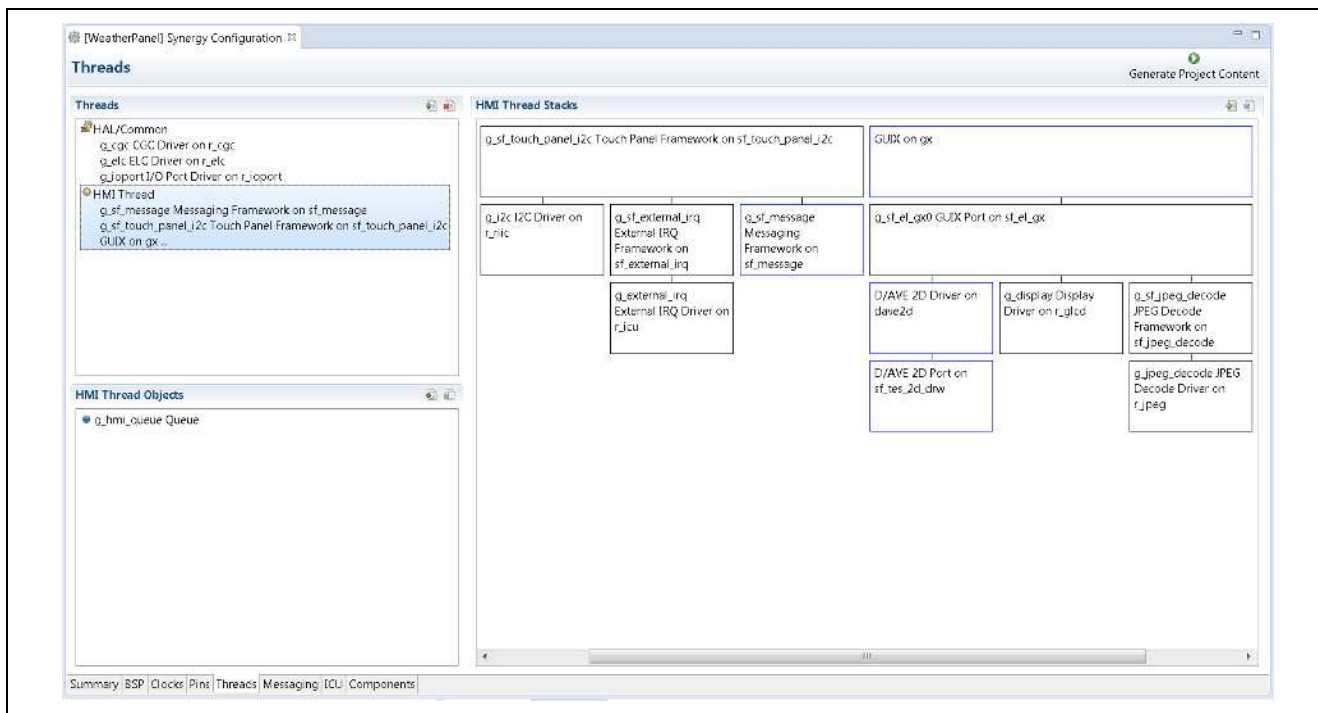 [WeatherPanel] Synergy Configuration
Threads
Generate Project Content
Threads
HAL/Common
g_cgc CGC Driver on r_cgc
g_elc ELC Driver on r_elc
g_ioport I/O Port Driver on r_ioport
HMI Thread
g_sf_message Messaging Framework on sf_message
g_sf_touch_panel_i2c Touch Panel Framework on sf_touch_panel_i2c
GUIX on gx ..
HMI Thread Objects
g_hmi_queue Queue
HMI Thread Stacks
g_sf_touch_panel_i2c Touch Panel Framework on sf_touch_panel_i2c
GUIX on gx
g_i2c I2C Driver on
r_riic
g_sf_external_irq
External IRQ
Framework on
sf_external_irq
g_sf_message
Messaging
Framework on
sf_message
g_sf_el_gx0 GUIX Port on sf_el_gx
g_external_irq
External IRQ Driver on
r_icu
D/AVE 2D Driver on
dave2d
g_display Display
Driver on r_glcd
g_sf_jpeg_decode
JPEG Decode
Framework on
sf_jpeg_decode
D/AVE 2D Port on
sf_tes_2d_drw
g_jpeg_decode JPEG
Decode Driver on
r_jpeg
Summary BSP Clocks Pins Threads Messaging ICU Components